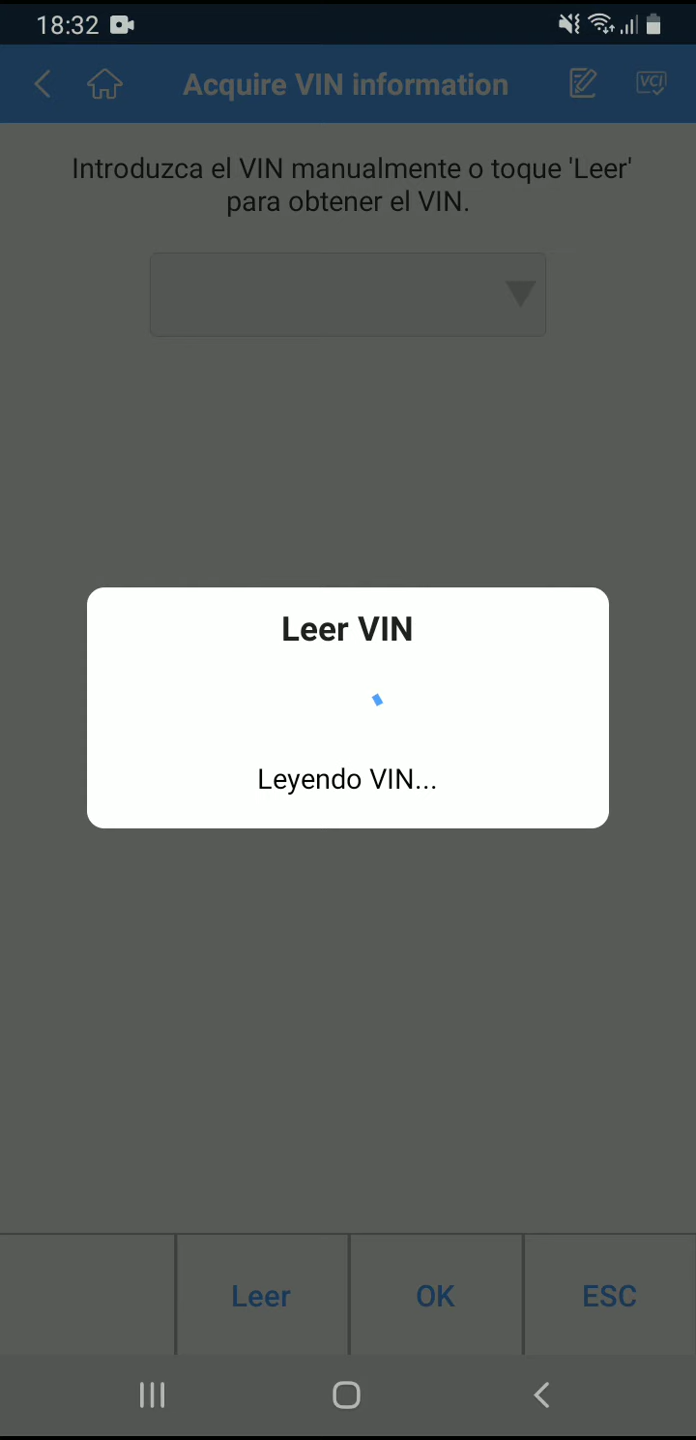 18:32
Acquire VIN information
VCI
Introduzca el VIN manualmente o toque 'Leer'
para obtener el VIN.
Leer VIN
Leyendo VIN...
Leer
OK
ESC